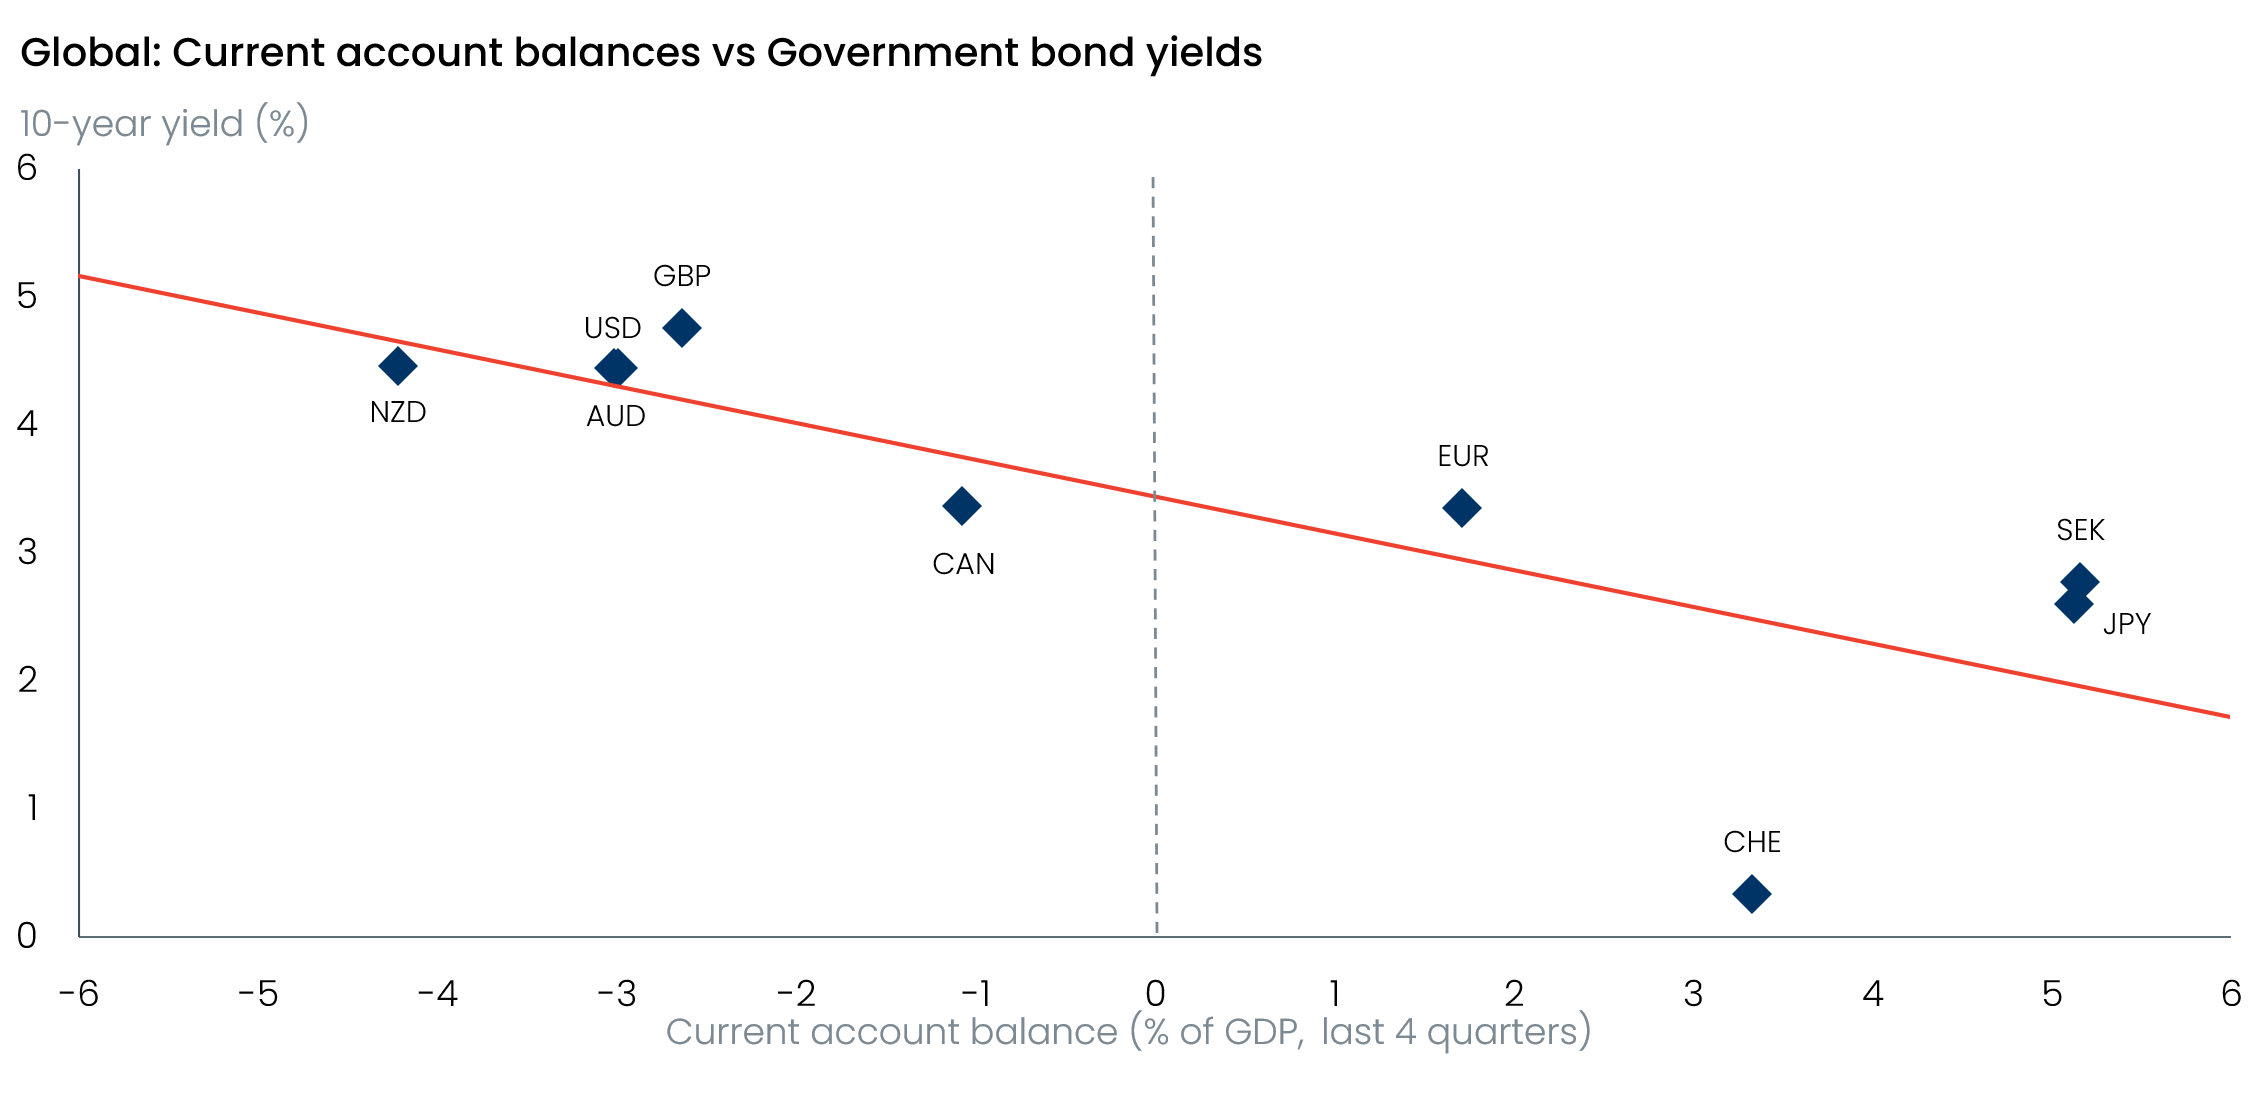 Global: Current account balances vs Government bond yields
10-year yield (%)
6
5
4
3
2
1
0
GBP
USD
NZD
AUD
EUR
SEK
CAN
JPY
CHE
-6 -5 -4 -3 -2 -1 0 1 2 3 4 5 6
Current account balance (% of GDP, last 4 quarters)